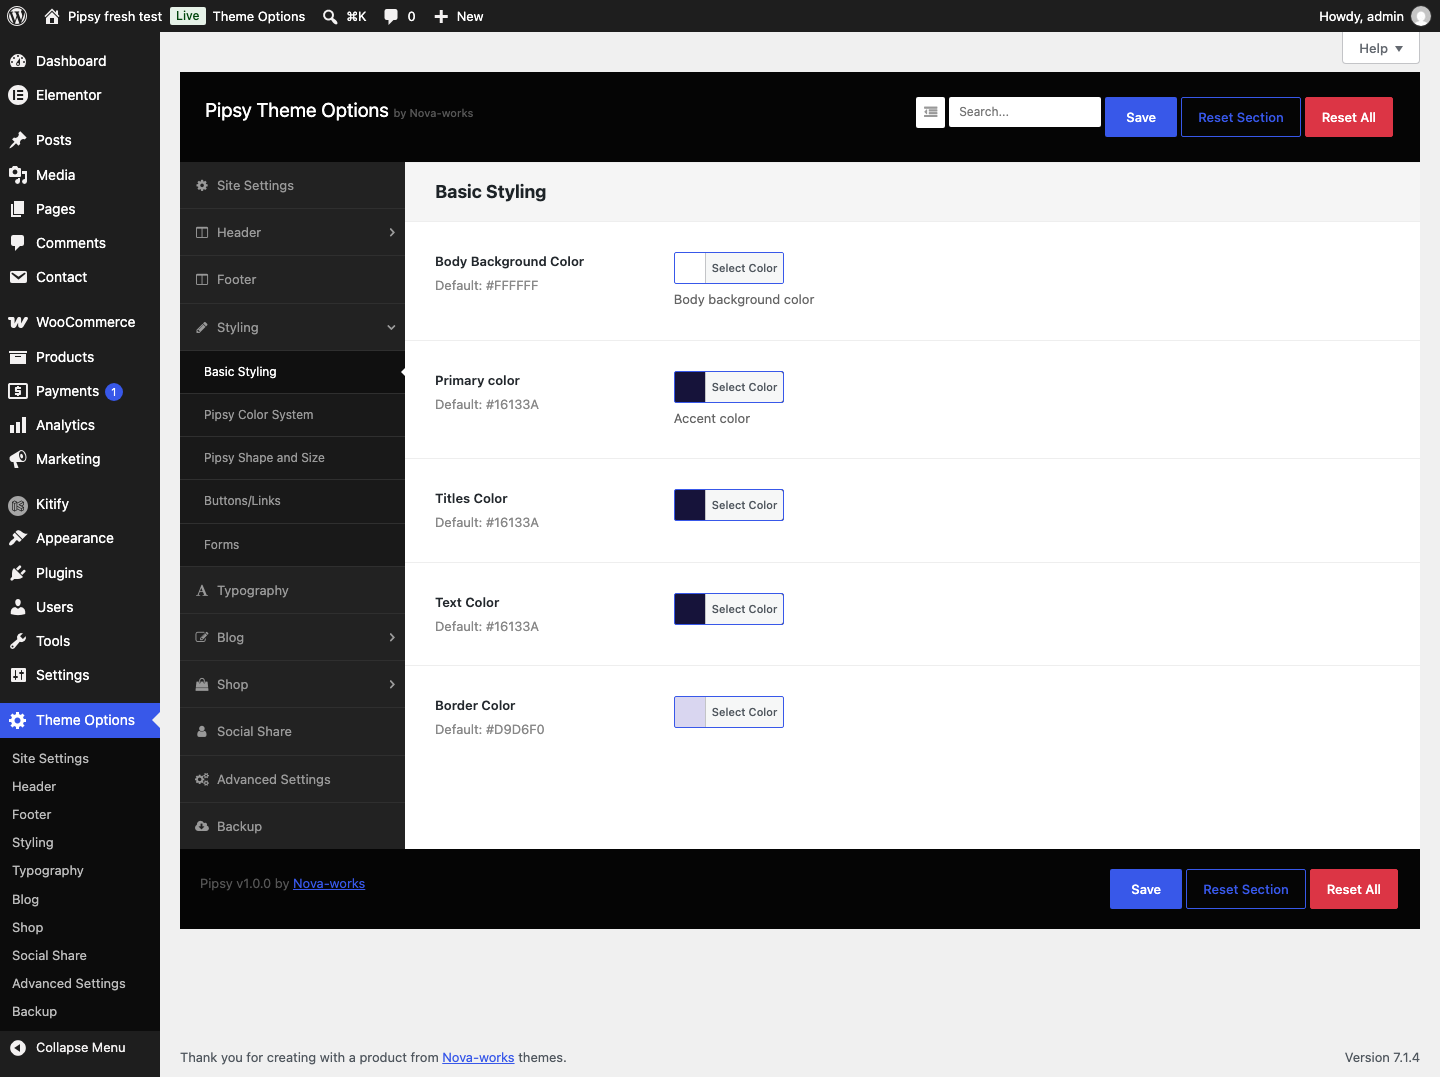 Pipsy fresh test Live Theme Options ⌘K 0 New Howdy, admin
Help
Dashboard
Elementor
Posts
Media
Pages
Comments
Contact
WooCommerce
Products
Payments 1
Analytics
Marketing
Kitify
Appearance
Plugins
Users
Tools
Settings
Theme Options
Site Settings
Header
Footer
Styling
Typography
Blog
Shop
Social Share
Advanced Settings
Backup
Collapse Menu
Pipsy Theme Options by Nova-works
Search...
Save
Reset Section
Reset All
Site Settings
Header
Footer
Styling
Basic Styling
Pipsy Color System
Pipsy Shape and Size
Buttons/Links
Forms
Typography
Blog
Shop
Social Share
Advanced Settings
Backup
Basic Styling
Body Background Color
Default: #FFFFFF
Select Color
Body background color
Primary color
Default: #16133A
Select Color
Accent color
Titles Color
Default: #16133A
Select Color
Text Color
Default: #16133A
Select Color
Border Color
Default: #D9D6F0
Select Color
Pipsy v1.0.0 by Nova-works
Save
Reset Section
Reset All
Thank you for creating with a product from Nova-works themes.
Version 7.1.4